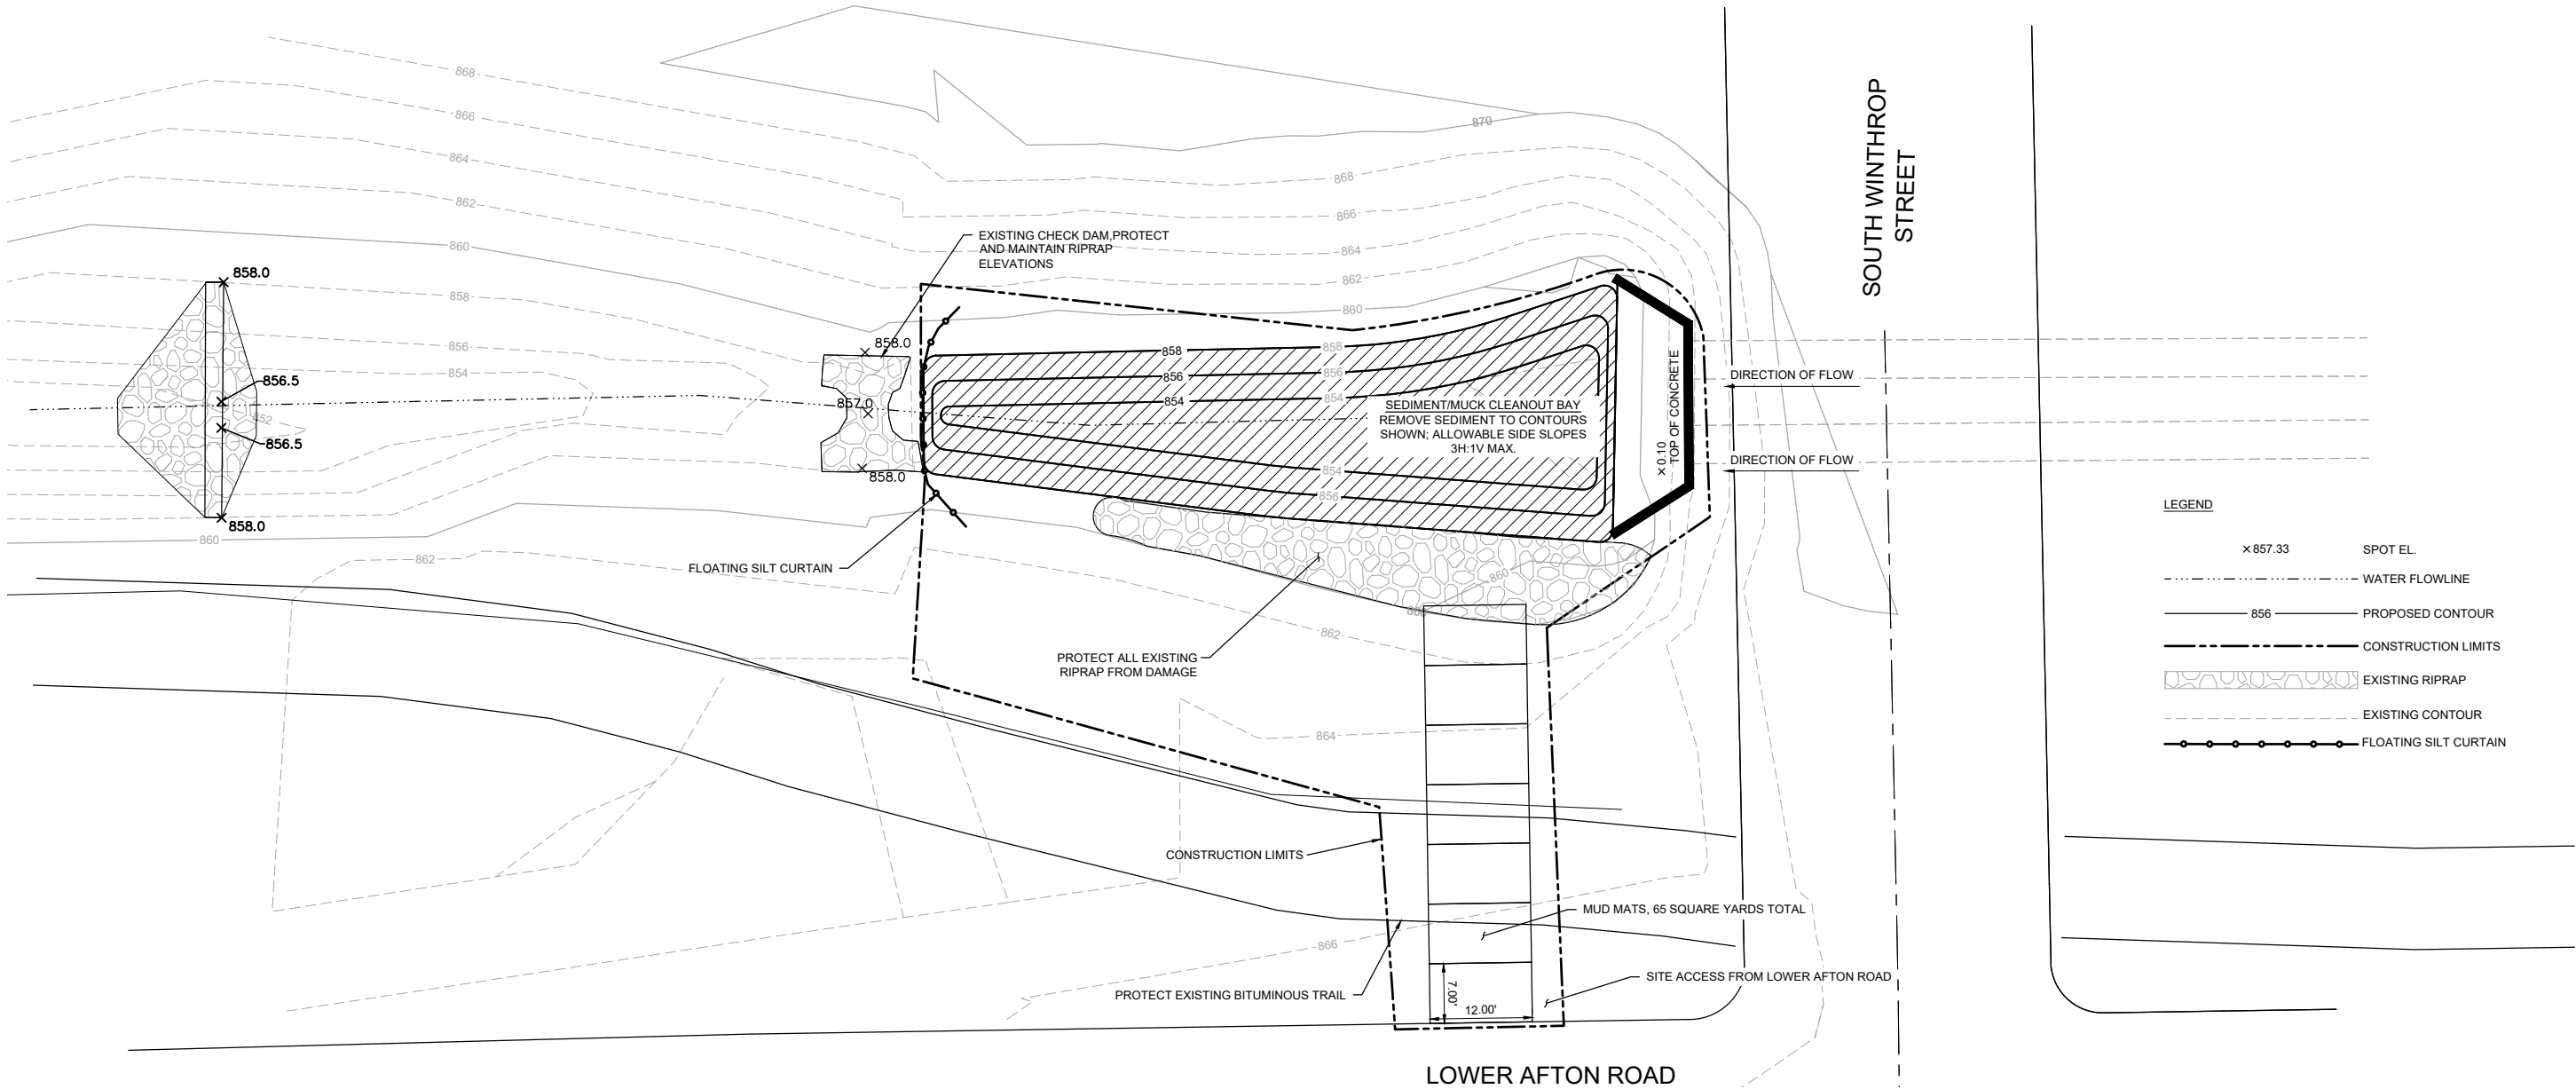 868
866
864
862
860
858
856
854
852
870
868
866
864
862
860
SOUTH WINTHROP
STREET
EXISTING CHECK DAM,PROTECT
AND MAINTAIN RIPRAP
ELEVATIONS
858.0
856.5
856.5
858.0
858.0
857.0
858.0
858
858
856
856
854
854
SEDIMENT/MUCK CLEANOUT BAY
REMOVE SEDIMENT TO CONTOURS
SHOWN; ALLOWABLE SIDE SLOPES
3H:1V MAX.
854
856
0.10
TOP OF CONCRETE
DIRECTION OF FLOW
DIRECTION OF FLOW
860
862
FLOATING SILT CURTAIN
860
862
864
866
PROTECT ALL EXISTING
RIPRAP FROM DAMAGE
CONSTRUCTION LIMITS
MUD MATS, 65 SQUARE YARDS TOTAL
SITE ACCESS FROM LOWER AFTON ROAD
PROTECT EXISTING BITUMINOUS TRAIL
7.00'
12.00'
LOWER AFTON ROAD
LEGEND
857.33 SPOT EL.
WATER FLOWLINE
856 PROPOSED CONTOUR
CONSTRUCTION LIMITS
EXISTING RIPRAP
EXISTING CONTOUR
FLOATING SILT CURTAIN